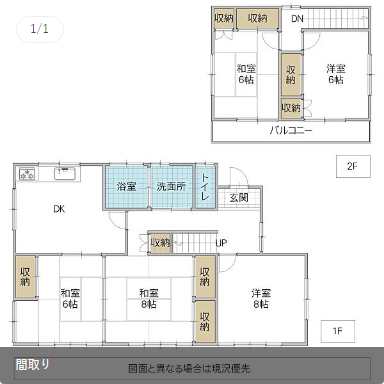 1/1
収納
収納
DN
和室
6帖
収納
洋室
6帖
収納
バルコニー
2F
浴室
洗面所
トイレ
玄関
DK
収納
UP
収納
和室
6帖
和室
8帖
収納
収納
洋室
8帖
1F
間取り
図面と異なる場合は現況優先